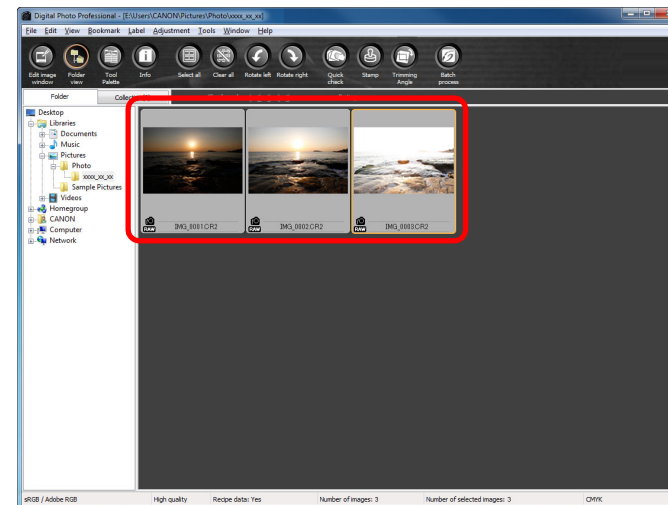 Digital Photo Professional - [E:\Users\CANON\Pictures\Photo\xxxx_xx_xx]
File Edit View Bookmark Label Adjustment Tools Window Help
Edit image window
Folder view
Tool Palette
Info
Select all
Clear all
Rotate left
Rotate right
Quick check
Stamp
Trimming Angle
Batch process
Folder
Collect
Desktop
Libraries
Documents
Music
Pictures
Photo
xxxx_xx_xx
Sample Pictures
Videos
Homegroup
CANON
Computer
Network
RAW IMG_0001.CR2
RAW IMG_0002.CR2
RAW IMG_0003.CR2
sRGB / Adobe RGB High quality Recipe data: Yes Number of images: 3 Number of selected images: 3 CMYK